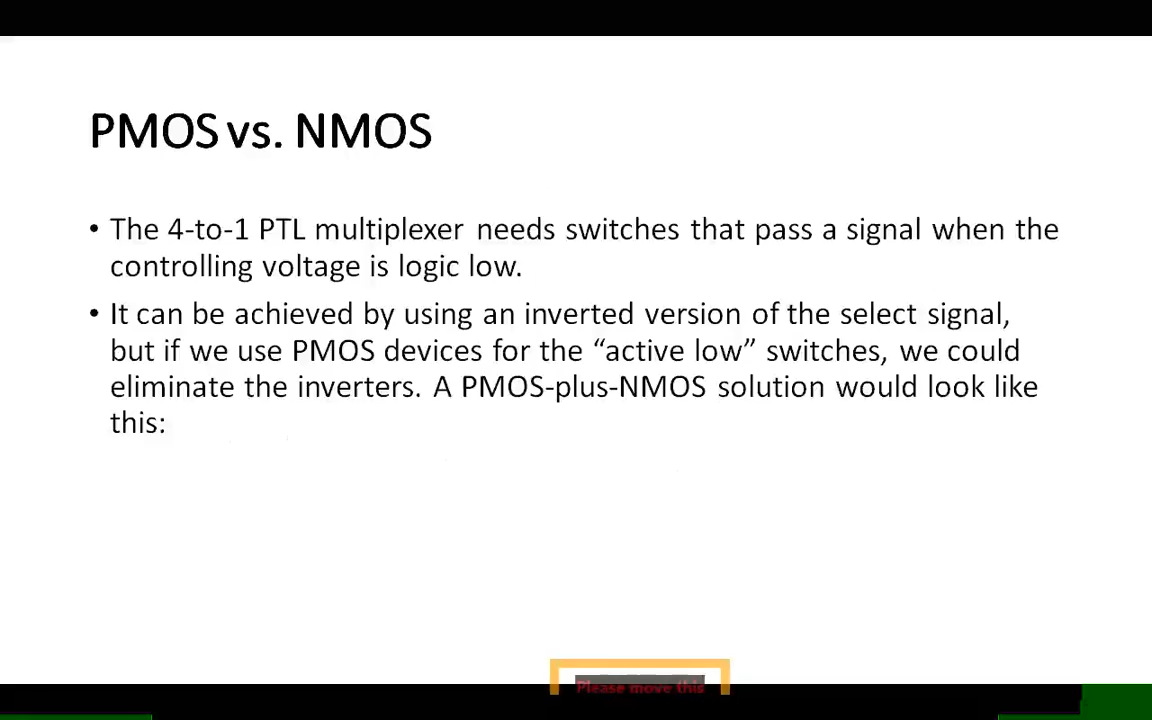 PMOS vs. NMOS
• The 4-to-1 PTL multiplexer needs switches that pass a signal when the
controlling voltage is logic low.
• It can be achieved by using an inverted version of the select signal,
but if we use PMOS devices for the “active low” switches, we could
eliminate the inverters. A PMOS-plus-NMOS solution would look like
this:
Please move this